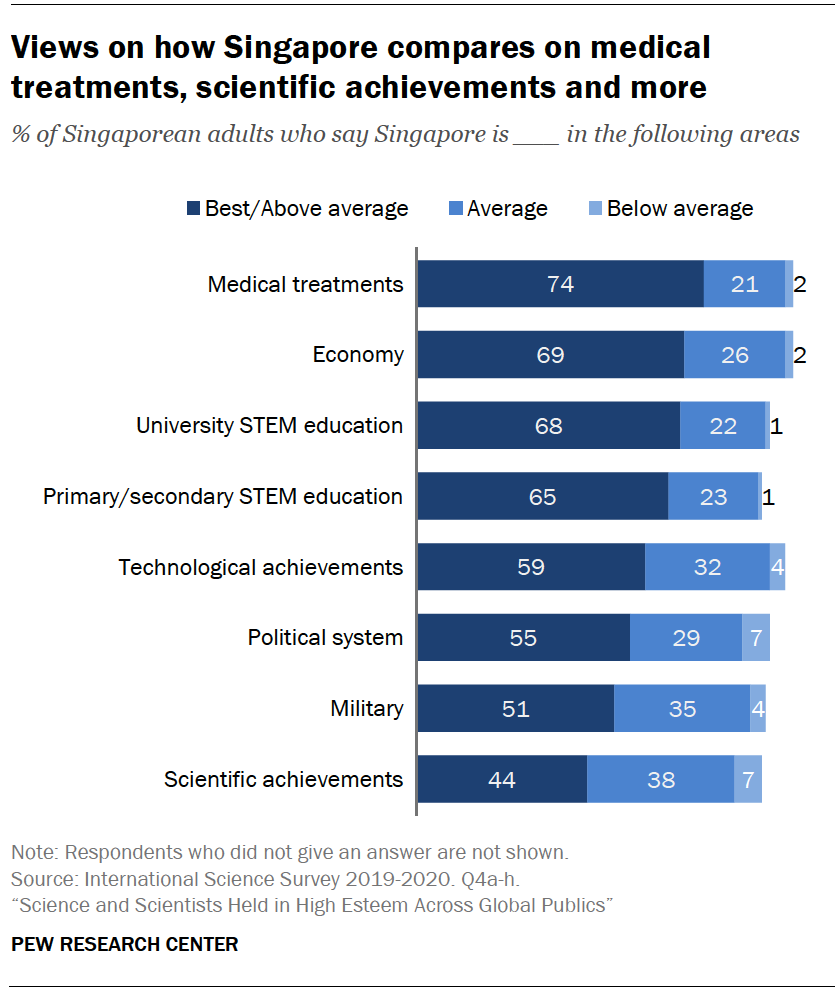 Views on how Singapore compares on medical
treatments, scientific achievements and more
% of Singaporean adults who say Singapore is ___ in the following areas
Best/Above average Average Below average
Medical treatments 74 21 2
Economy 69 26 2
University STEM education 68 22 1
Primary/secondary STEM education 65 23 1
Technological achievements 59 32 4
Political system 55 29 7
Military 51 35 4
Scientific achievements 44 38 7
Note: Respondents who did not give an answer are not shown.
Source: International Science Survey 2019-2020. Q4a-h.
“Science and Scientists Held in High Esteem Across Global Publics”
PEW RESEARCH CENTER